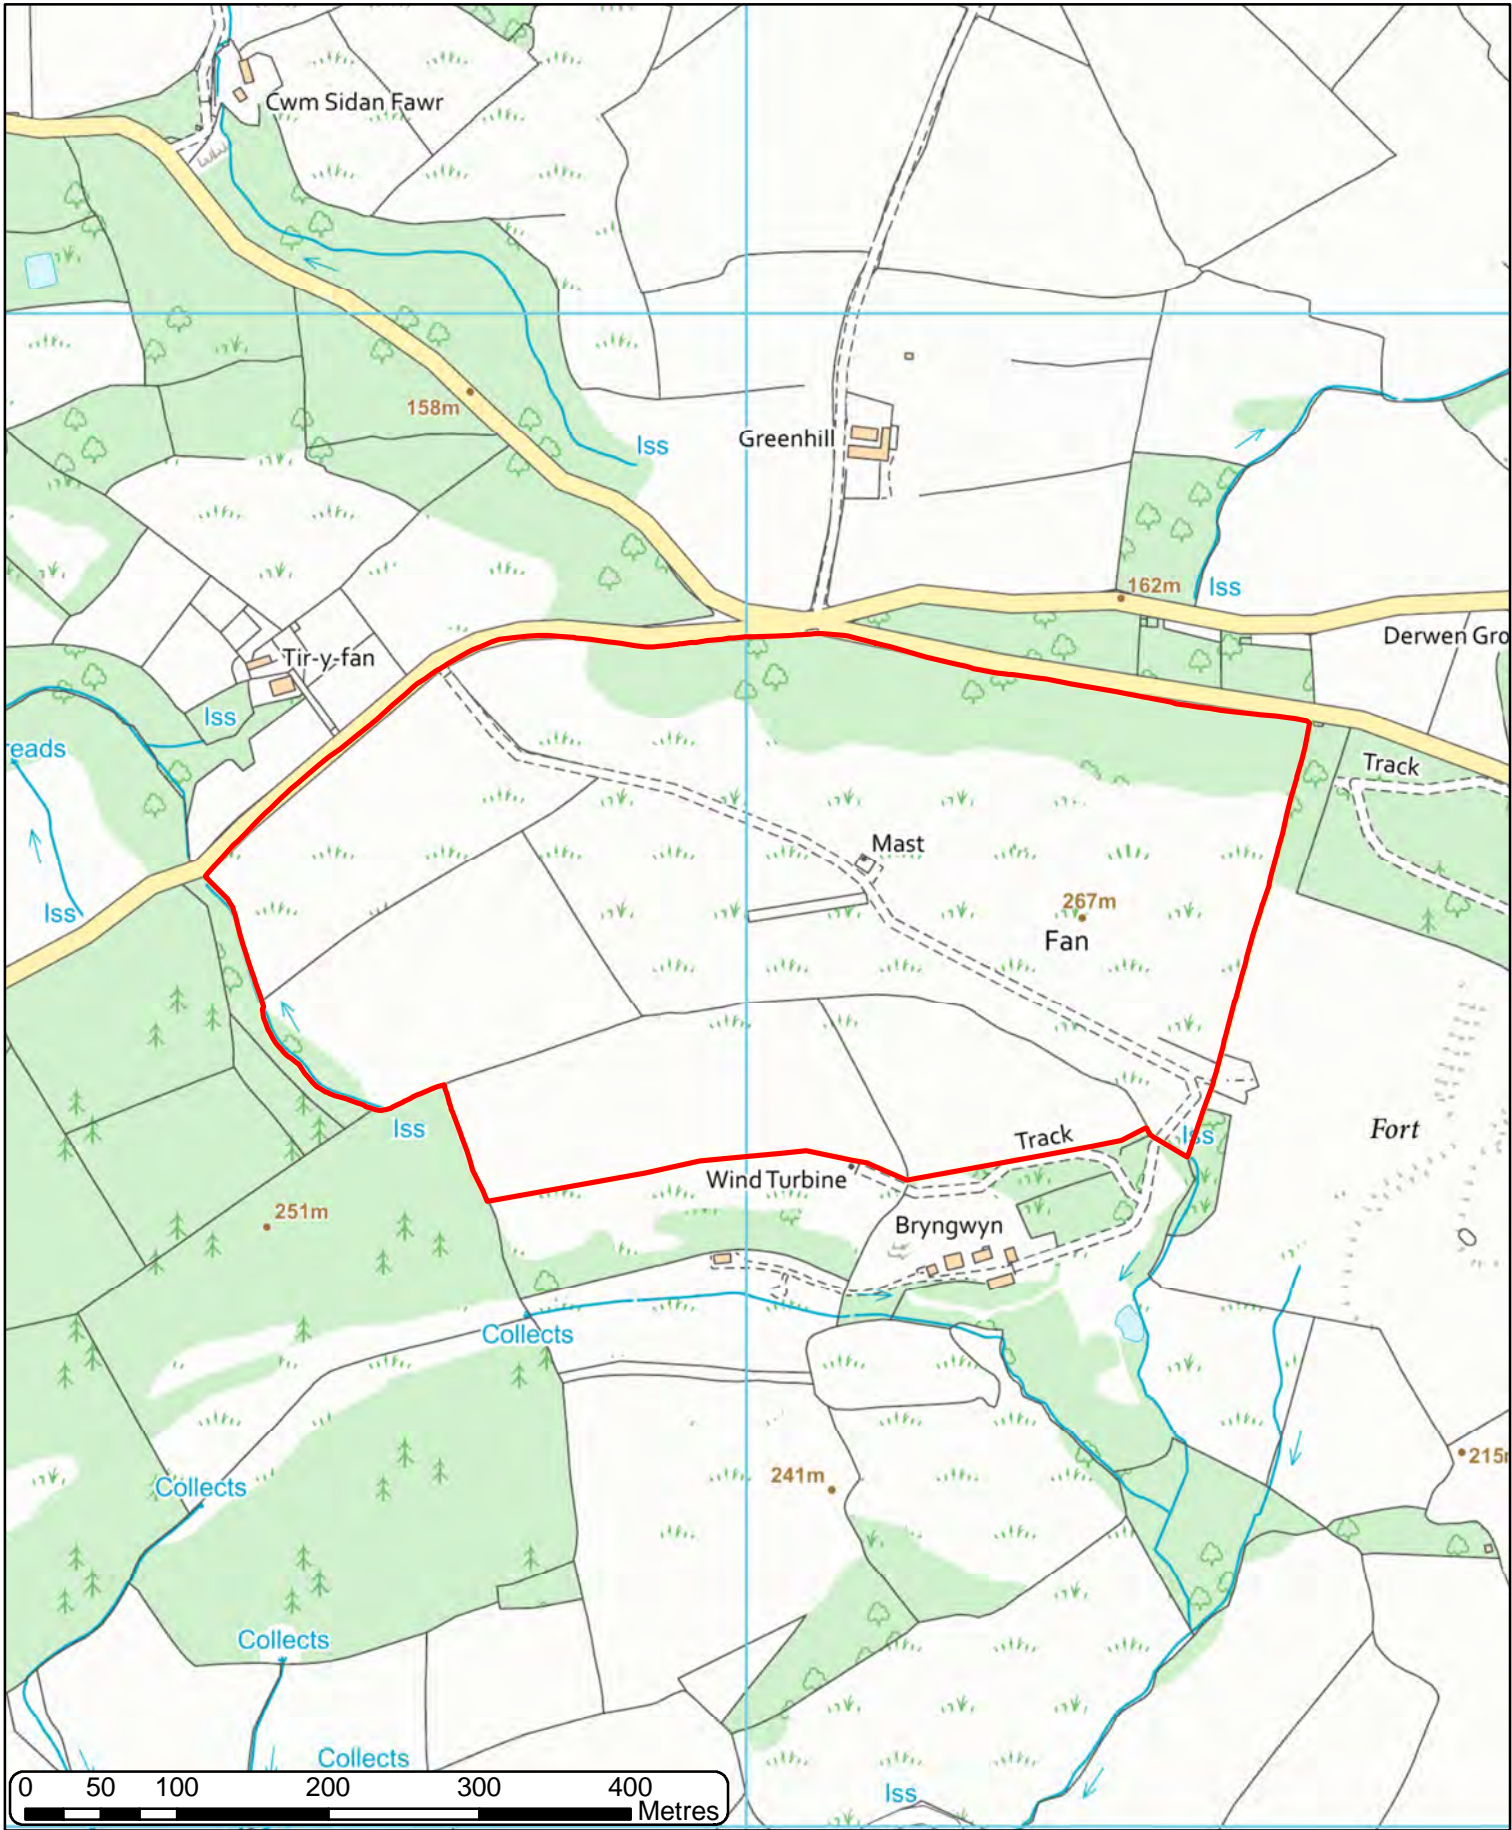 Cwm Sidan Fawr
158m
Iss
Greenhill
162m
Iss
Derwen Gro
Tir-y-fan
Iss
reads
Track
Mast
267m
Iss
Fan
Fort
Iss
Track
Iss
Wind Turbine
251m
Bryngwyn
Collects
241m
215m
Collects
Collects
Collects
Iss
0 50 100 200 300 400
Metres